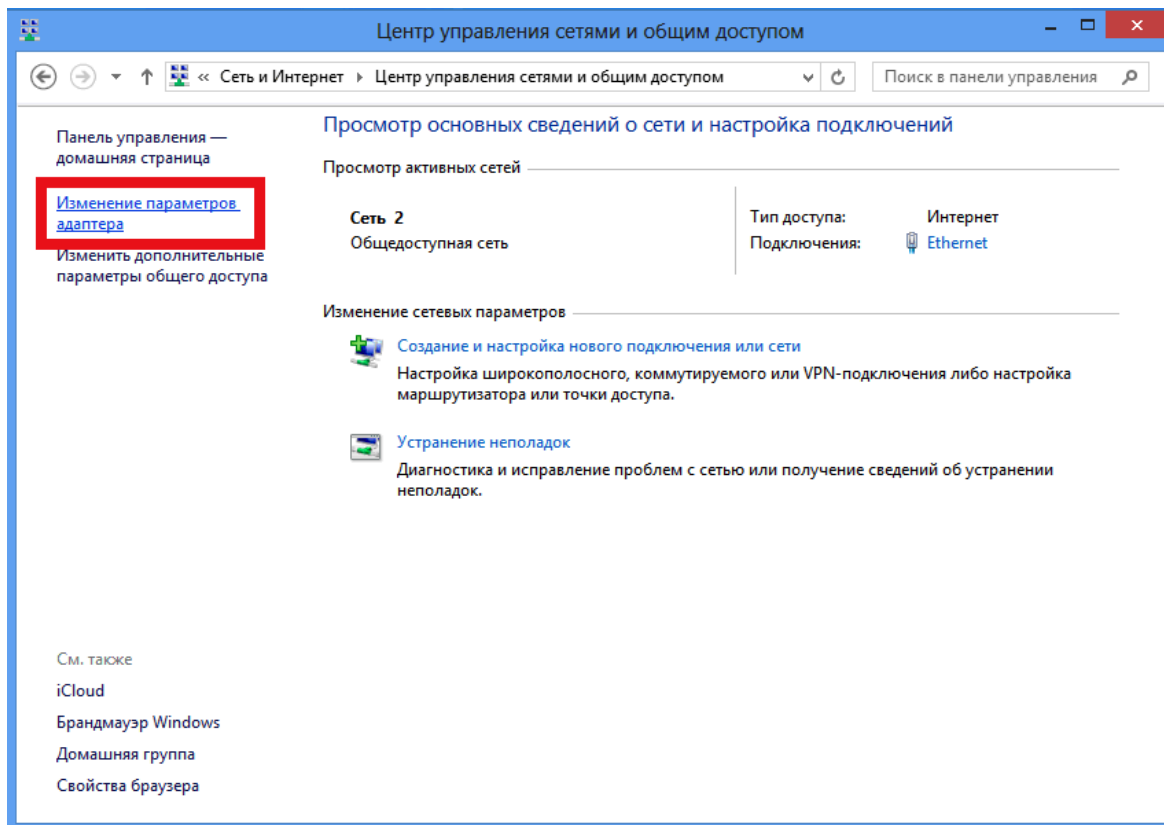 Центр управления сетями и общим доступом
« Сеть и Интернет Центр управления сетями и общим доступом
Поиск в панели управления
Панель управления —
домашняя страница
Изменение параметров
адаптера
Изменить дополнительные
параметры общего доступа
Просмотр основных сведений о сети и настройка подключений
Просмотр активных сетей
Сеть 2
Общедоступная сеть
Тип доступа: Интернет
Подключения: Ethernet
Изменение сетевых параметров
Создание и настройка нового подключения или сети
Настройка широкополосного, коммутируемого или VPN-подключения либо настройка
маршрутизатора или точки доступа.
Устранение неполадок
Диагностика и исправление проблем с сетью или получение сведений об устранении
неполадок.
См. также
iCloud
Брандмауэр Windows
Домашняя группа
Свойства браузера